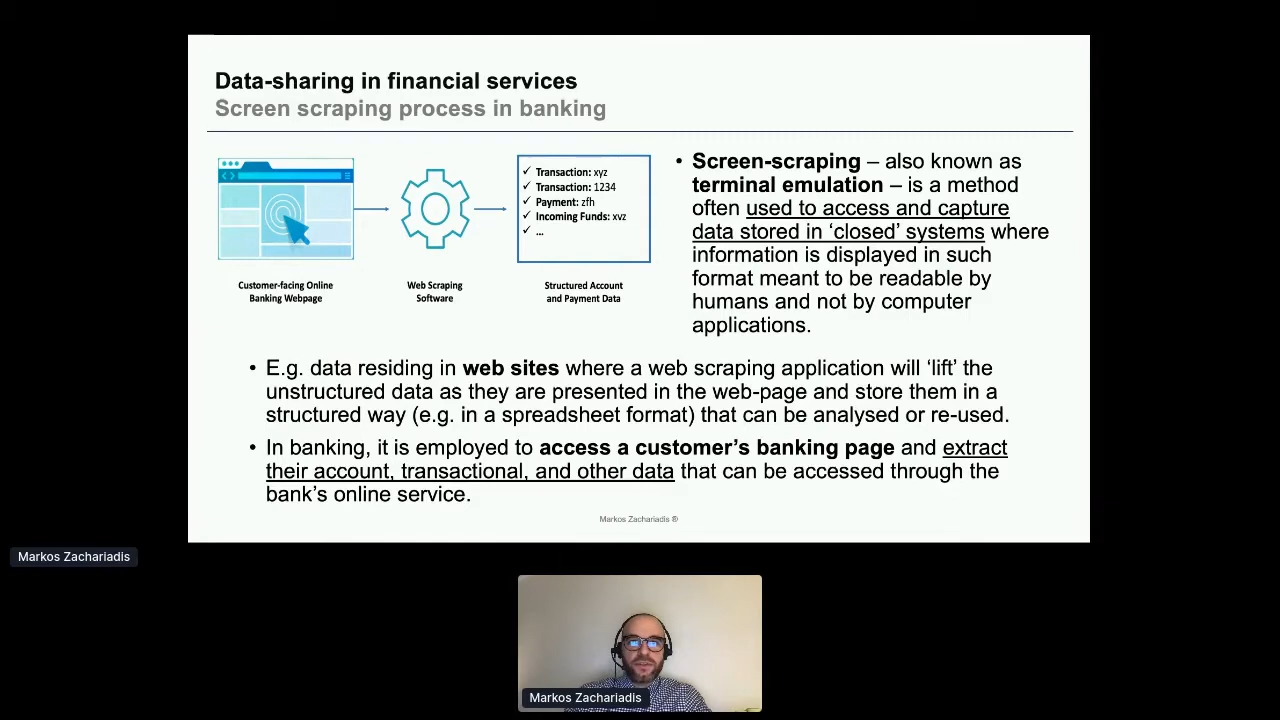 Data-sharing in financial services
Screen scraping process in banking
✓ Transaction: xyz
✓ Transaction: 1234
✓ Payment: zfh
✓ Incoming Funds: xvz
✓ ...
Customer-facing Online
Banking Webpage
Web Scraping
Software
Structured Account
and Payment Data
• Screen-scraping – also known as
terminal emulation – is a method
often used to access and capture
data stored in ‘closed’ systems where
information is displayed in such
format meant to be readable by
humans and not by computer
applications.
• E.g. data residing in web sites where a web scraping application will ‘lift’ the
unstructured data as they are presented in the web-page and store them in a
structured way (e.g. in a spreadsheet format) that can be analysed or re-used.
• In banking, it is employed to access a customer’s banking page and extract
their account, transactional, and other data that can be accessed through the
bank’s online service.
Markos Zachariadis ®
Markos Zachariadis
Markos Zachariadis